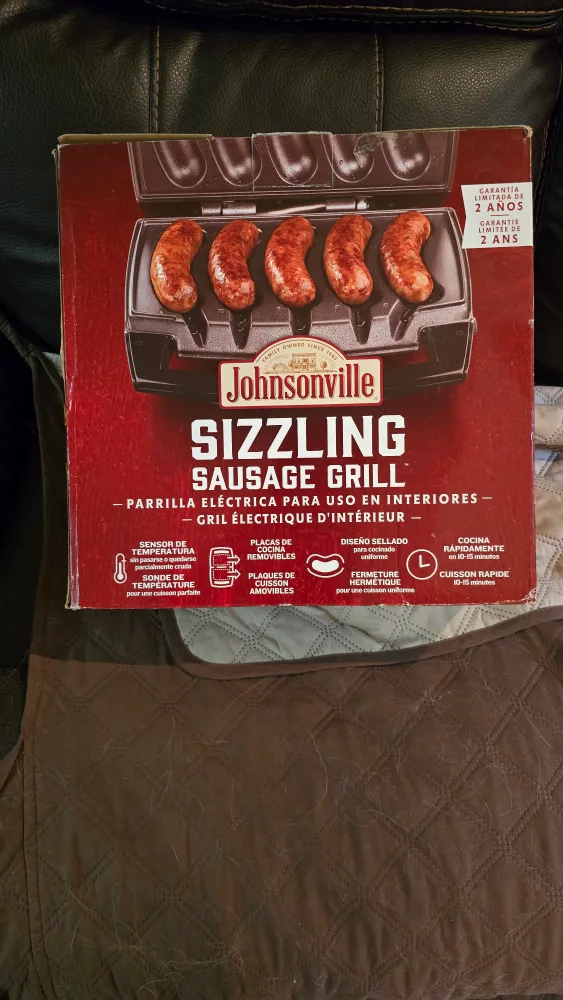 GARANTÍA
LIMITADA DE
2 AÑOS
GARANTIE
LIMITÉE DE
2 ANS
FAMILY OWNED SINCE 1945
Johnsonville®
SIZZLING
SAUSAGE GRILL™
— PARRILLA ELÉCTRICA PARA USO EN INTERIORES —
— GRIL ÉLECTRIQUE D'INTÉRIEUR —
SENSOR DE
TEMPERATURA
sin pasarse o quedarse
parcialmente cruda
SONDE DE
TEMPÉRATURE
pour une cuisson parfaite
PLACAS DE
COCINA
REMOVIBLES
PLAQUES DE
CUISSON
AMOVIBLES
DISEÑO SELLADO
para cocinado
uniforme
FERMETURE
HERMÉTIQUE
pour une cuisson uniforme
COCINA
RÁPIDAMENTE
en 10-15 minutos
CUISSON RAPIDE
10-15 minutes